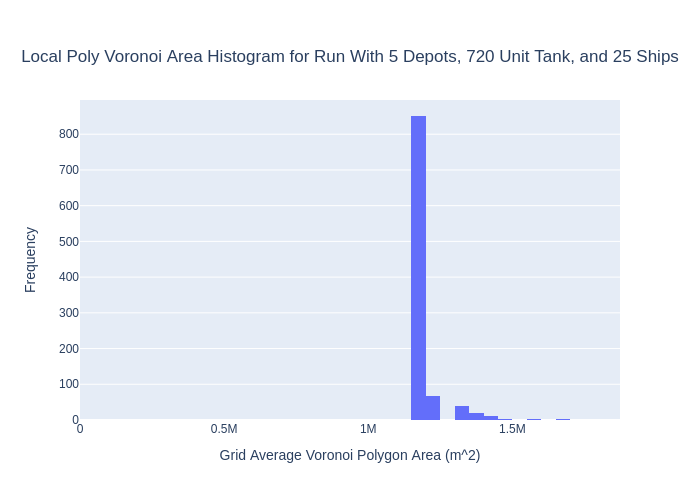 Local Poly Voronoi Area Histogram for Run With 5 Depots, 720 Unit Tank, and 25 Ships
800
700
600
500
400
300
200
100
0
Frequency
0
0.5M
1M
1.5M
Grid Average Voronoi Polygon Area (m^2)